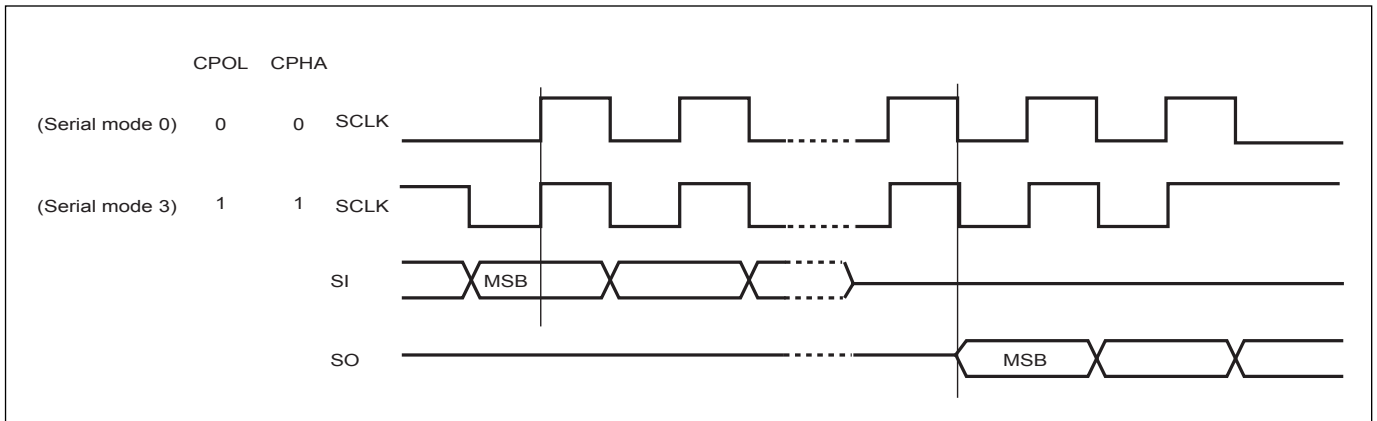 CPOL CPHA
(Serial mode 0) 0 0 SCLK
(Serial mode 3) 1 1 SCLK
SI MSB
SO MSB